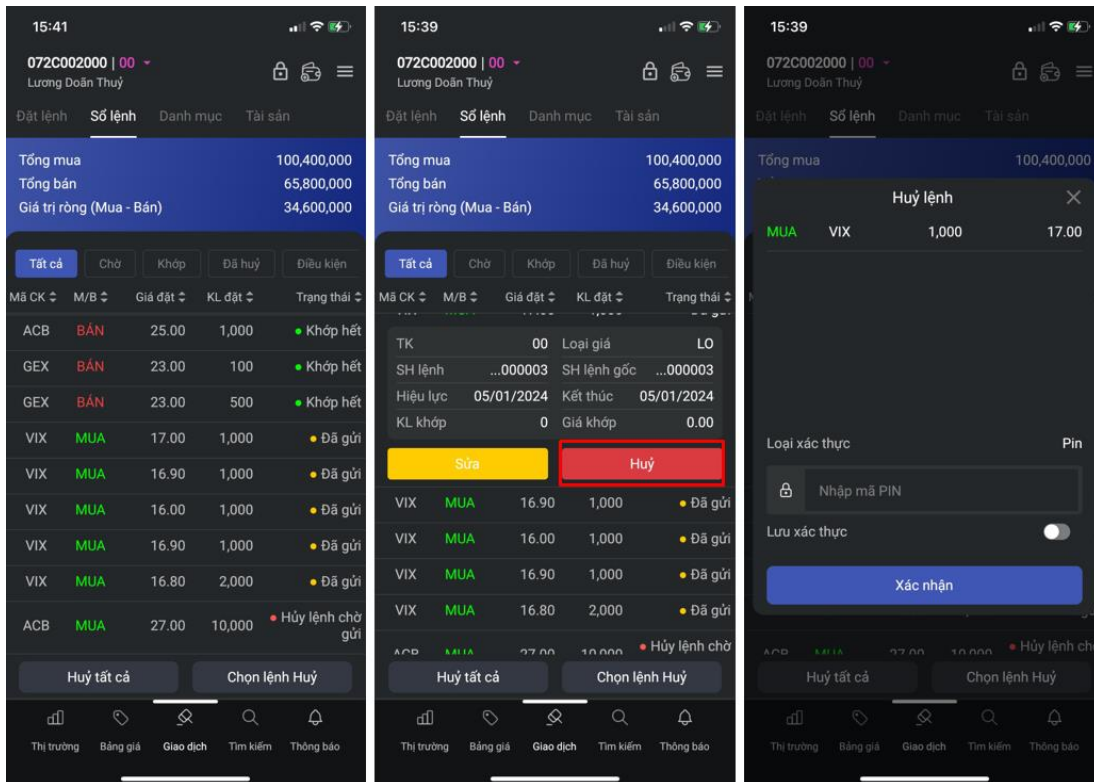 15:41
072C002000 | 00
Lương Doãn Thuỷ
Đặt lệnh Sổ lệnh Danh mục Tài sản
Tổng mua 100,400,000
Tổng bán 65,800,000
Giá trị ròng (Mua - Bán) 34,600,000
Tất cả Chờ Khớp Đã huỷ Điều kiện
Mã CK M/B Giá đặt KL đặt Trạng thái
ACB BÁN 25.00 1,000 Khớp hết
GEX BÁN 23.00 100 Khớp hết
GEX BÁN 23.00 500 Khớp hết
VIX MUA 17.00 1,000 Đã gửi
VIX MUA 16.90 1,000 Đã gửi
VIX MUA 16.00 1,000 Đã gửi
VIX MUA 16.90 1,000 Đã gửi
VIX MUA 16.80 2,000 Đã gửi
ACB MUA 27.00 10,000 Hủy lệnh chờ
gửi
Huỷ tất cả Chọn lệnh Huỷ
Thị trường Bảng giá Giao dịch Tìm kiếm Thông báo
15:39
072C002000 | 00
Lương Doãn Thuỷ
Đặt lệnh Sổ lệnh Danh mục Tài sản
Tổng mua 100,400,000
Tổng bán 65,800,000
Giá trị ròng (Mua - Bán) 34,600,000
Tất cả Chờ Khớp Đã huỷ Điều kiện
Mã CK M/B Giá đặt KL đặt Trạng thái
TK 00 Loại giá LO
SH lệnh ...000003 SH lệnh gốc ...000003
Hiệu lực 05/01/2024 Kết thúc 05/01/2024
KL khớp 0 Giá khớp 0.00
Sửa Huỷ
VIX MUA 16.90 1,000 Đã gửi
VIX MUA 16.00 1,000 Đã gửi
VIX MUA 16.90 1,000 Đã gửi
VIX MUA 16.80 2,000 Đã gửi
ACB MUA 27.00 10,000 Hủy lệnh chờ
Huỷ tất cả Chọn lệnh Huỷ
Thị trường Bảng giá Giao dịch Tìm kiếm Thông báo
15:39
072C002000 | 00
Lương Doãn Thuỷ
Đặt lệnh Sổ lệnh Danh mục Tài sản
Tổng mua 100,400,000
Huỷ lệnh
MUA VIX 1,000 17.00
Loại xác thực Pin
Nhập mã PIN
Lưu xác thực
Xác nhận
ACB MUA 27.00 10,000 Hủy lệnh
Huỷ tất cả Chọn lệnh Huỷ
Thị trường Bảng giá Giao dịch Tìm kiếm Thông báo